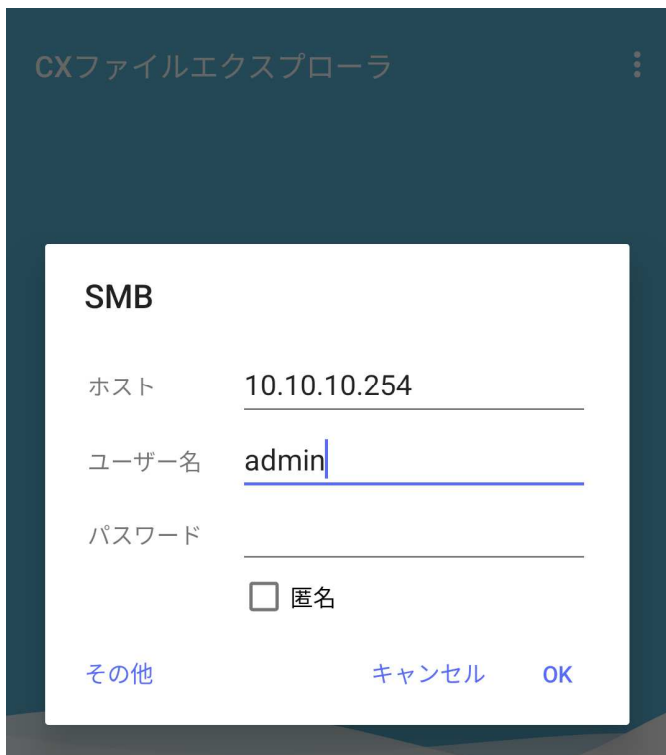 CXファイルエクスプローラ
SMB
ホスト 10.10.10.254
ユーザー名 admin
パスワード
匿名
その他 キャンセル OK